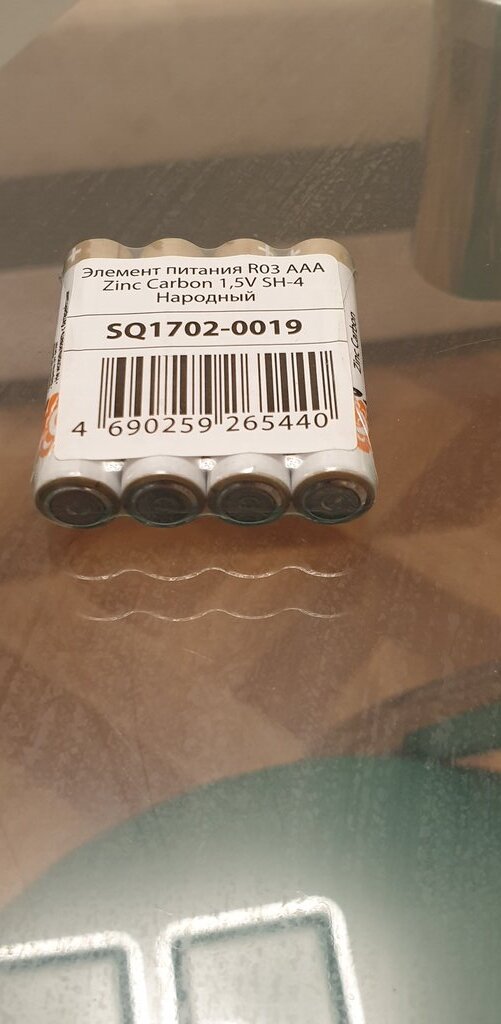 Элемент питания R03 AAA
Zinc Carbon 1,5V SH-4
Народный
SQ1702-0019
4 690259 265440
Zinc Carbon